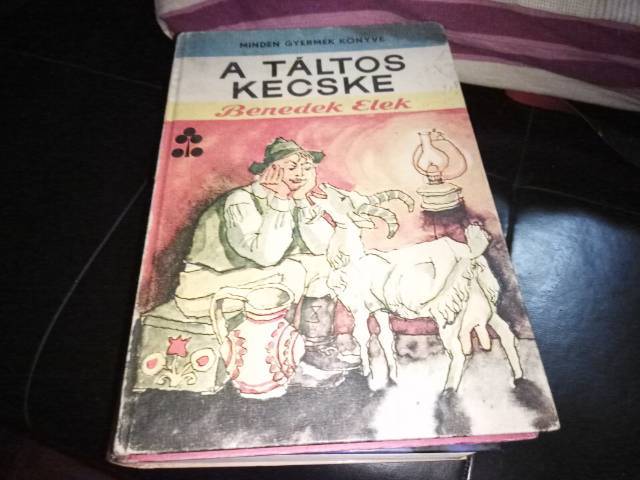 MINDEN GYERMEK KÖNYVE
A TÁLTOS
KECSKE
Benedek Elek